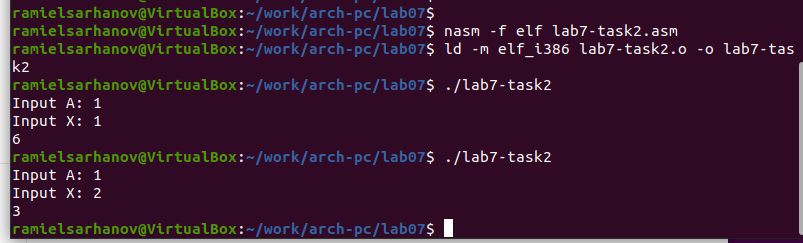 ramielsarhanov@VirtualBox:~/work/arch-pc/lab07$
ramielsarhanov@VirtualBox:~/work/arch-pc/lab07$ nasm -f elf lab7-task2.asm
ramielsarhanov@VirtualBox:~/work/arch-pc/lab07$ ld -m elf_i386 lab7-task2.o -o lab7-tas
k2
ramielsarhanov@VirtualBox:~/work/arch-pc/lab07$ ./lab7-task2
Input A: 1
Input X: 1
6
ramielsarhanov@VirtualBox:~/work/arch-pc/lab07$ ./lab7-task2
Input A: 1
Input X: 2
3
ramielsarhanov@VirtualBox:~/work/arch-pc/lab07$